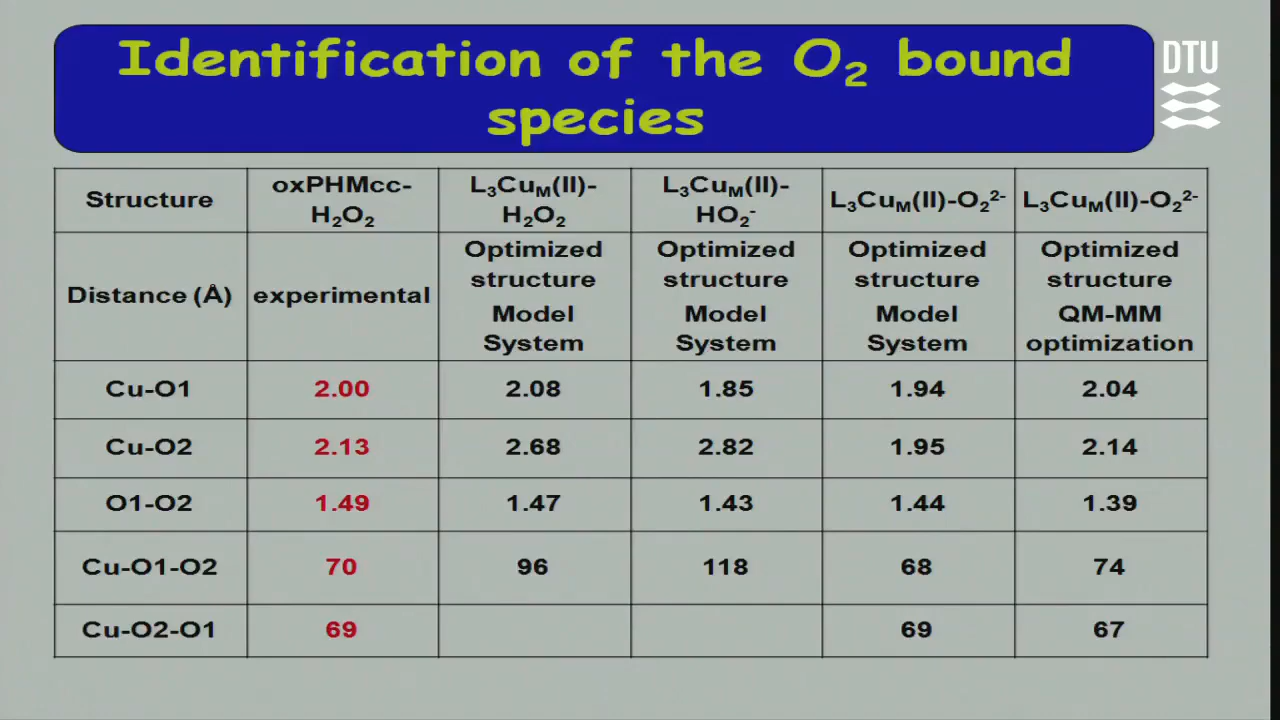 Identification of the O₂ bound
species
DTU
Structure
oxPHMcc-
H₂O₂
L₃Cu_M(II)-
H₂O₂
L₃Cu_M(II)-
HO₂⁻
L₃Cu_M(II)-O₂²⁻
L₃Cu_M(II)-O₂²⁻
Distance (Å)
experimental
Optimized
structure
Model
System
Optimized
structure
Model
System
Optimized
structure
Model
System
Optimized
structure
QM-MM
optimization
Cu-O1 2.00 2.08 1.85 1.94 2.04
Cu-O2 2.13 2.68 2.82 1.95 2.14
O1-O2 1.49 1.47 1.43 1.44 1.39
Cu-O1-O2 70 96 118 68 74
Cu-O2-O1 69 69 67